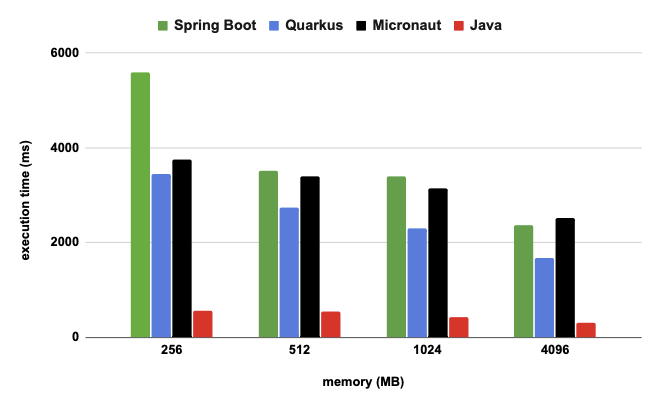 Spring Boot Quarkus Micronaut Java
6000
4000
2000
0
execution time (ms)
256 512 1024 4096
memory (MB)